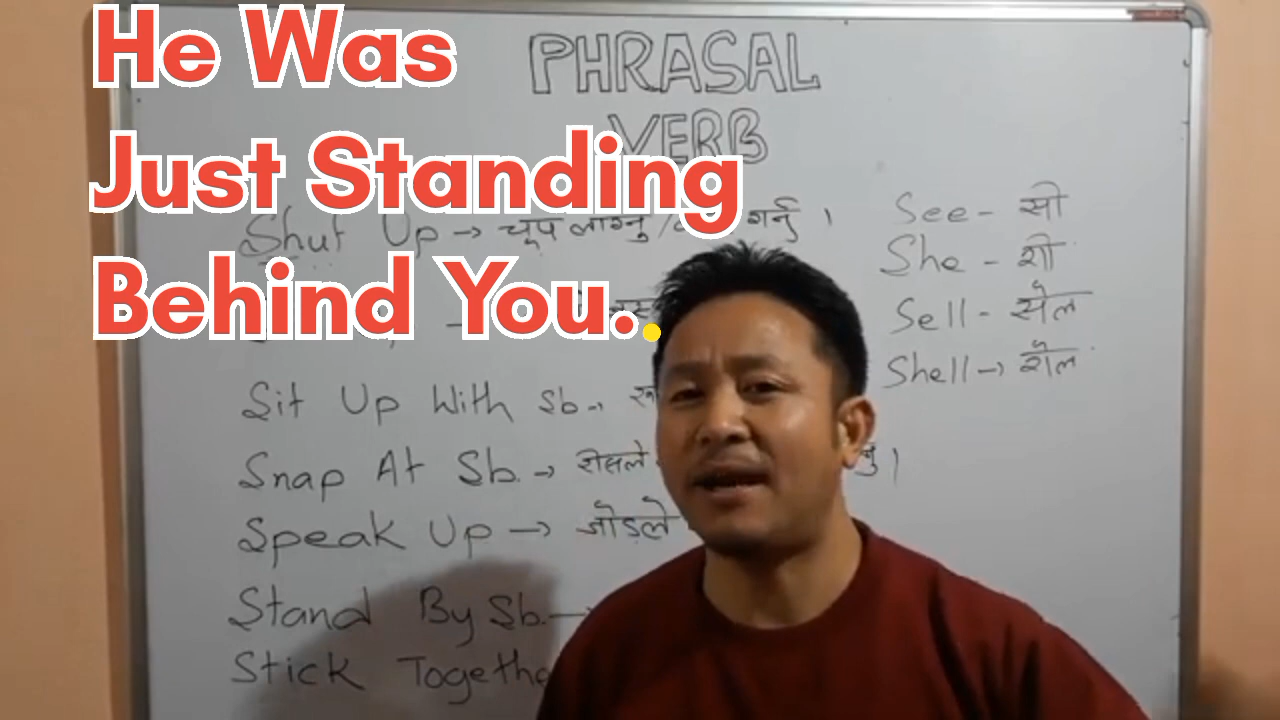 He Was
Just Standing
Behind You.
PHRASAL
VERB
Shut Up → चूप लाग्नु / गर्नु ।
Sit Up With Sb →
Snap At Sb. → रोसले
Speak Up → जोडले
Stand By Sb. →
Stick Together
See - सी
She - शी
Sell - सेल
Shell → शेल